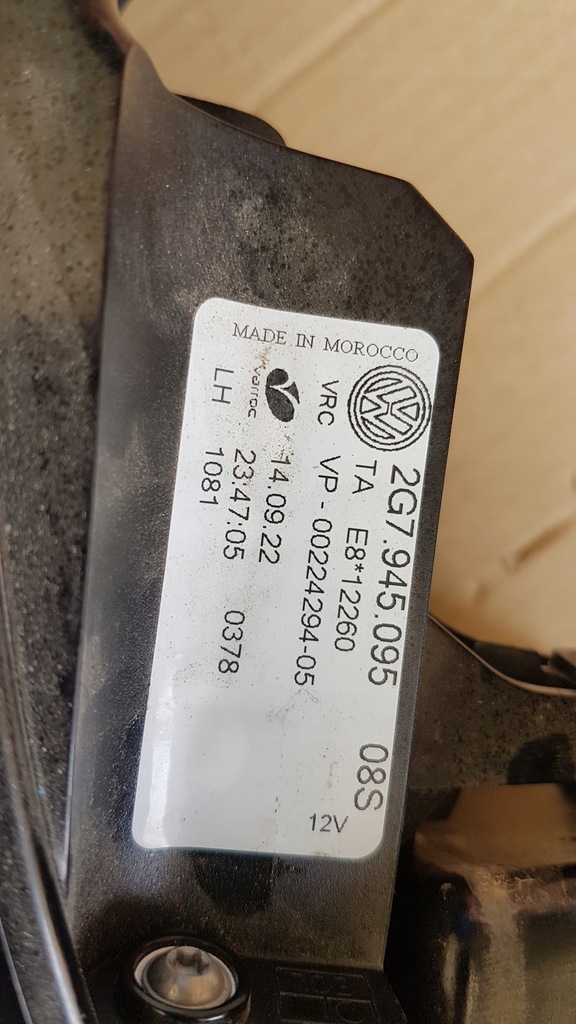 MADE IN MOROCCO
2G7.945.095 08S
TA E8*12260
VRC VP-00224294-05 12V
varroc
14.09.22
23:47:05 0378
LH 1081